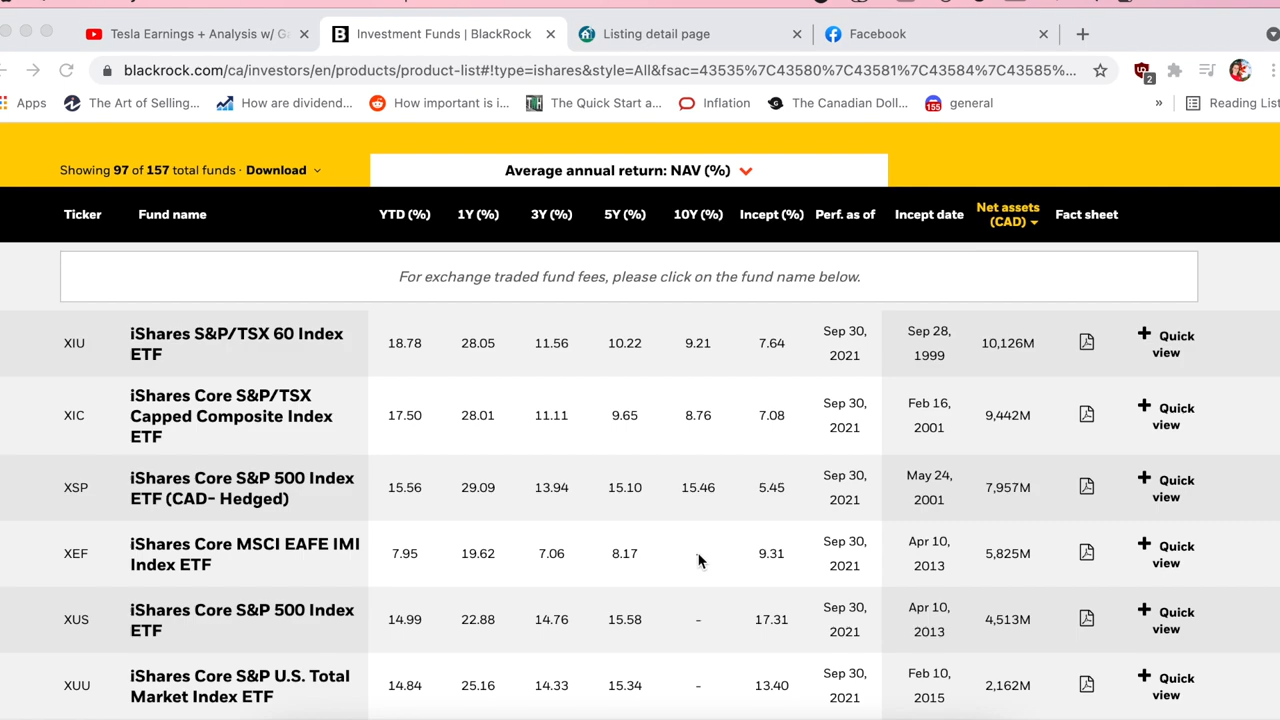 Tesla Earnings + Analysis w/ Ga
Investment Funds | BlackRock
Listing detail page
Facebook
blackrock.com/ca/investors/en/products/product-list#!type=ishares&style=All&fsac=43535%7C43580%7C43581%7C43584%7C43585%...
2
Apps
The Art of Selling...
How are dividend...
How important is i...
The Quick Start a...
Inflation
The Canadian Doll...
155
general
»
Reading List
Showing 97 of 157 total funds · Download
Average annual return: NAV (%)
Ticker Fund name YTD (%) 1Y (%) 3Y (%) 5Y (%) 10Y (%) Incept (%) Perf. as of Incept date Net assets (CAD) Fact sheet
For exchange traded fund fees, please click on the fund name below.
XIU
iShares S&P/TSX 60 Index
ETF
18.78 28.05 11.56 10.22 9.21 7.64
Sep 30,
2021
Sep 28,
1999
10,126M
+ Quick
view
XIC
iShares Core S&P/TSX
Capped Composite Index
ETF
17.50 28.01 11.11 9.65 8.76 7.08
Sep 30,
2021
Feb 16,
2001
9,442M
+ Quick
view
XSP
iShares Core S&P 500 Index
ETF (CAD- Hedged)
15.56 29.09 13.94 15.10 15.46 5.45
Sep 30,
2021
May 24,
2001
7,957M
+ Quick
view
XEF
iShares Core MSCI EAFE IMI
Index ETF
7.95 19.62 7.06 8.17 - 9.31
Sep 30,
2021
Apr 10,
2013
5,825M
+ Quick
view
XUS
iShares Core S&P 500 Index
ETF
14.99 22.88 14.76 15.58 - 17.31
Sep 30,
2021
Apr 10,
2013
4,513M
+ Quick
view
XUU
iShares Core S&P U.S. Total
Market Index ETF
14.84 25.16 14.33 15.34 - 13.40
Sep 30,
2021
Feb 10,
2015
2,162M
+ Quick
view